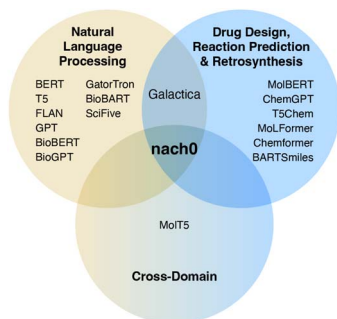 Natural
Language
Processing
BERT
T5
FLAN
GPT
BioBERT
BioGPT
GatorTron
BioBART
SciFive
Galactica
Drug Design,
Reaction Prediction
& Retrosynthesis
MolBERT
ChemGPT
T5Chem
MoLFormer
Chemformer
BARTSmiles
nach0
MolT5
Cross-Domain